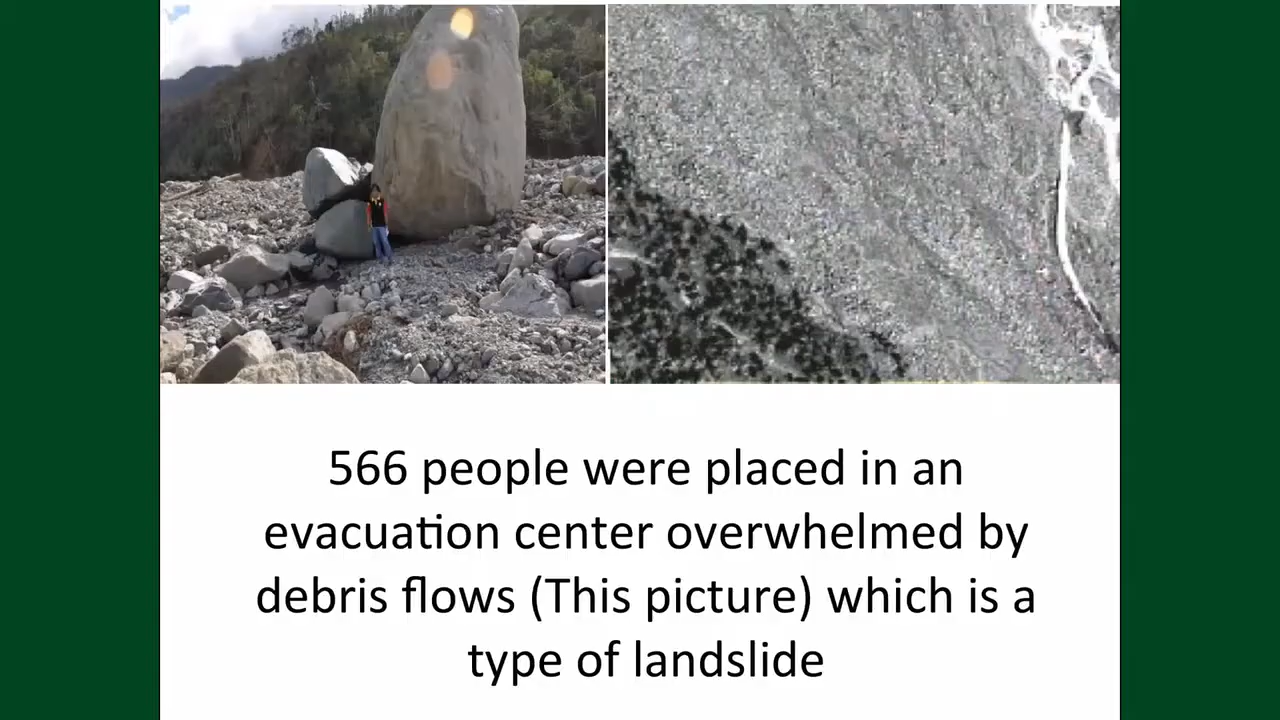 566 people were placed in an
evacuation center overwhelmed by
debris flows (This picture) which is a
type of landslide